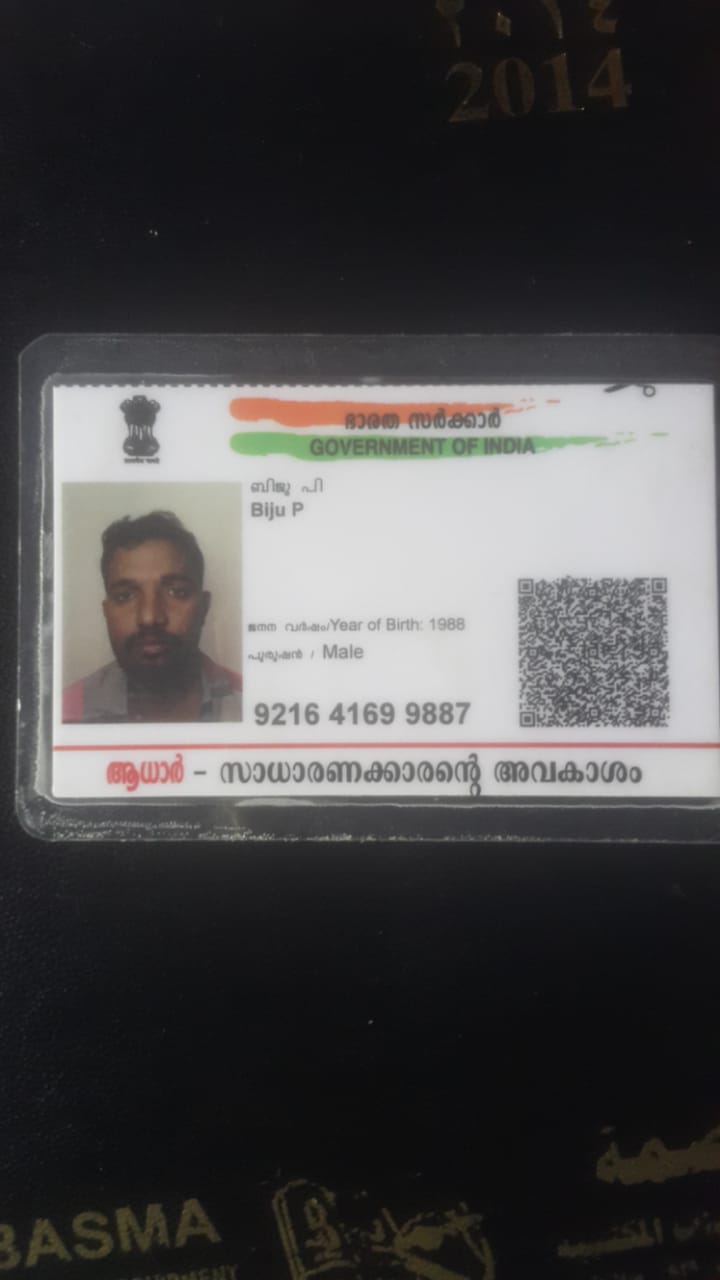 ٢٠١٤
2014
ഭാരത സർക്കാർ
GOVERNMENT OF INDIA
ബിജു പി
Biju P
ജനന വർഷം/Year of Birth: 1988
പുരുഷൻ / Male
9216 4169 9887
ആധാർ - സാധാരണക്കാരന്റെ അവകാശം
BASMA